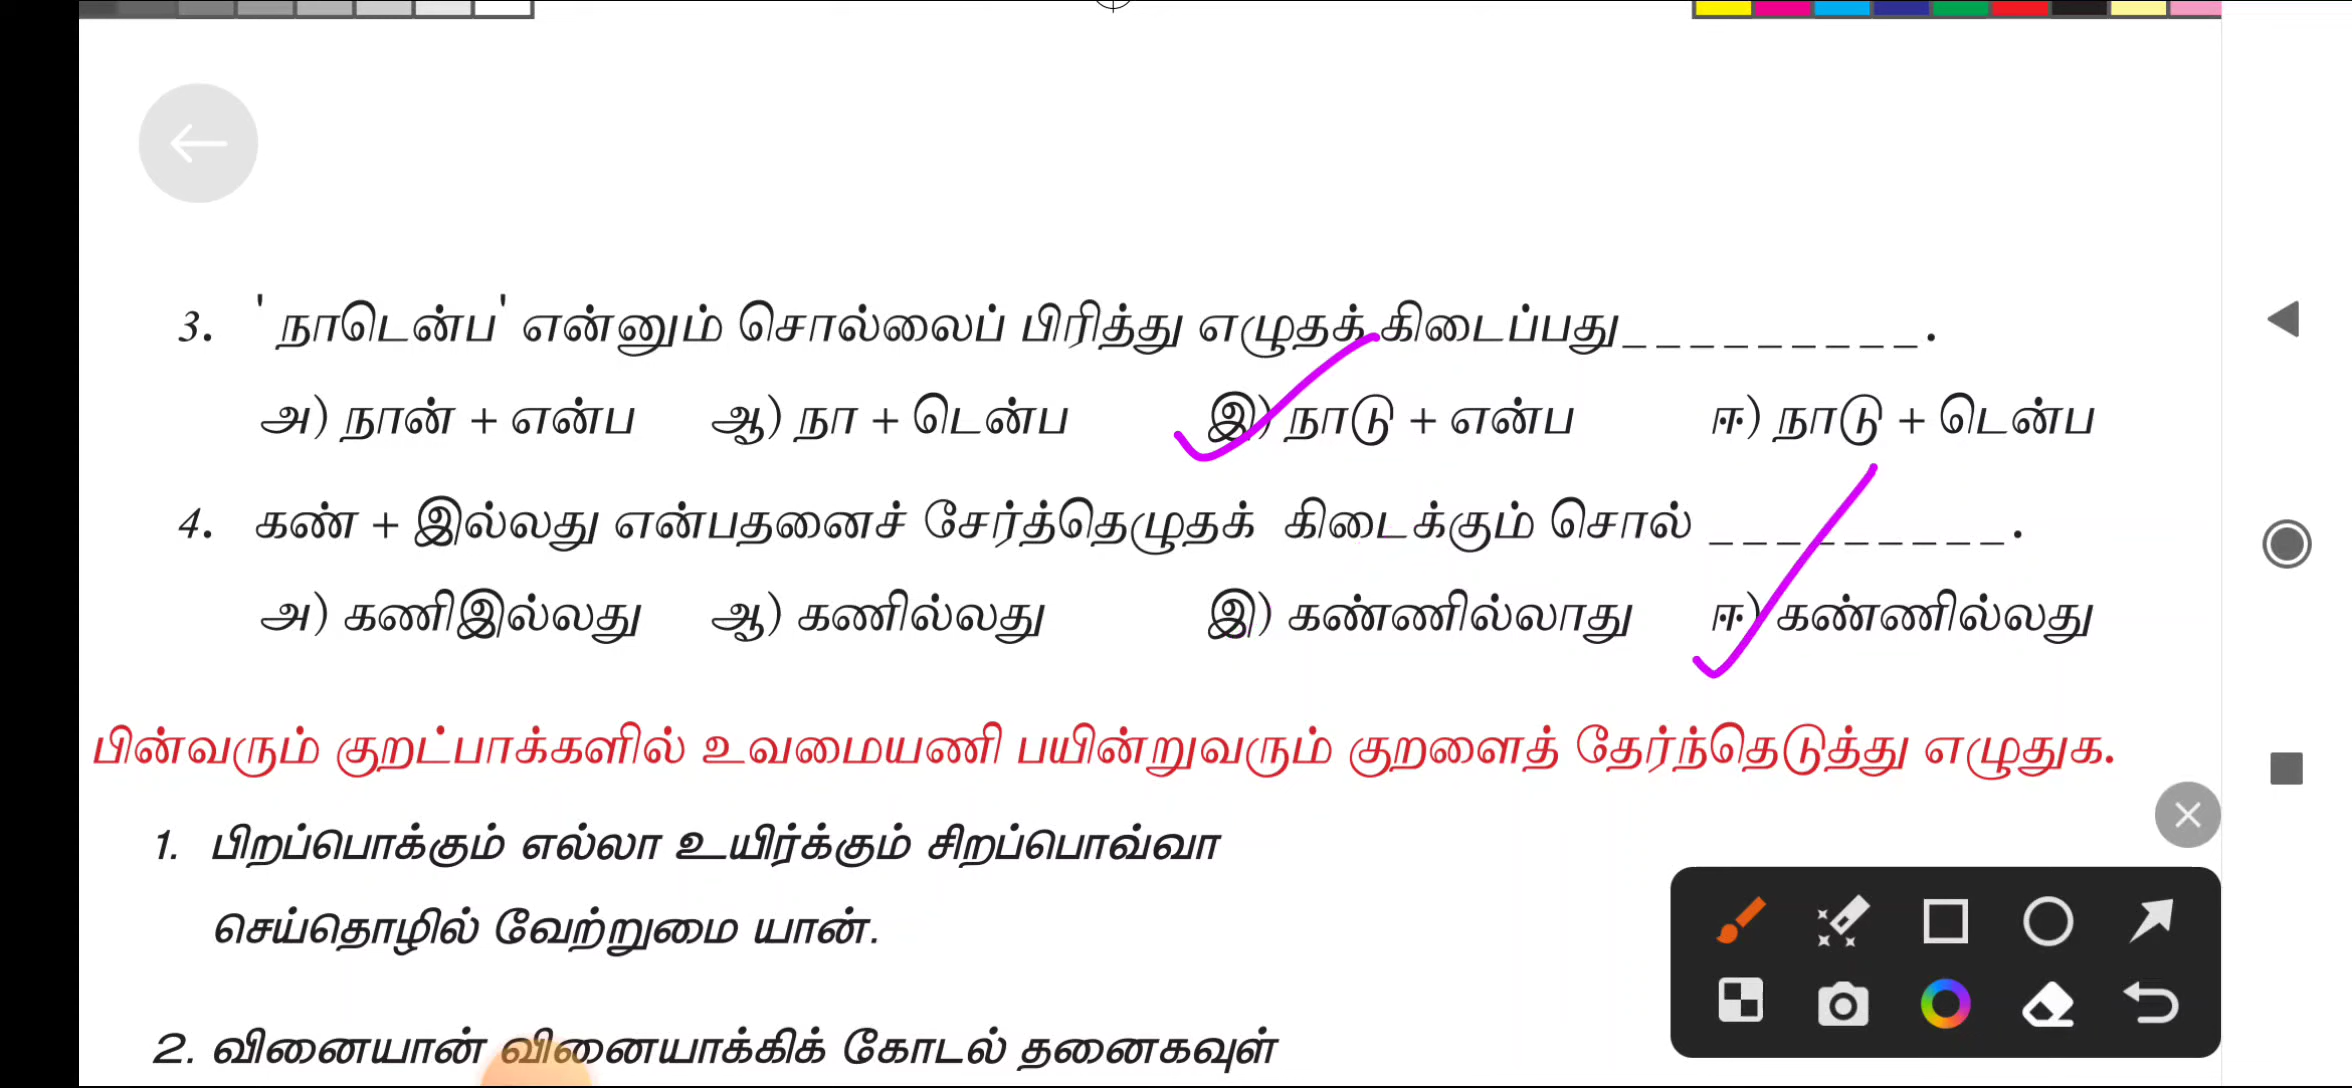 3. 'நாடென்ப' என்னும் சொல்லைப் பிரித்து எழுதக் கிடைப்பது_ _ _ _ _ _ _ _ _ .
அ) நான் + என்ப ஆ) நா + டென்ப இ) நாடு + என்ப ஈ) நாடு + டென்ப
4. கண் + இல்லது என்பதனைச் சேர்த்தெழுதக் கிடைக்கும் சொல் _ _ _ _ _ _ _ _ _ .
அ) கணிஇல்லது ஆ) கணில்லது இ) கண்ணில்லாது ஈ) கண்ணில்லது
பின்வரும் குறட்பாக்களில் உவமையணி பயின்றுவரும் குறளைத் தேர்ந்தெடுத்து எழுதுக.
1. பிறப்பொக்கும் எல்லா உயிர்க்கும் சிறப்பொவ்வா
செய்தொழில் வேற்றுமை யான்.
2. வினையான் வினையாக்கிக் கோடல் தனைகவுள்